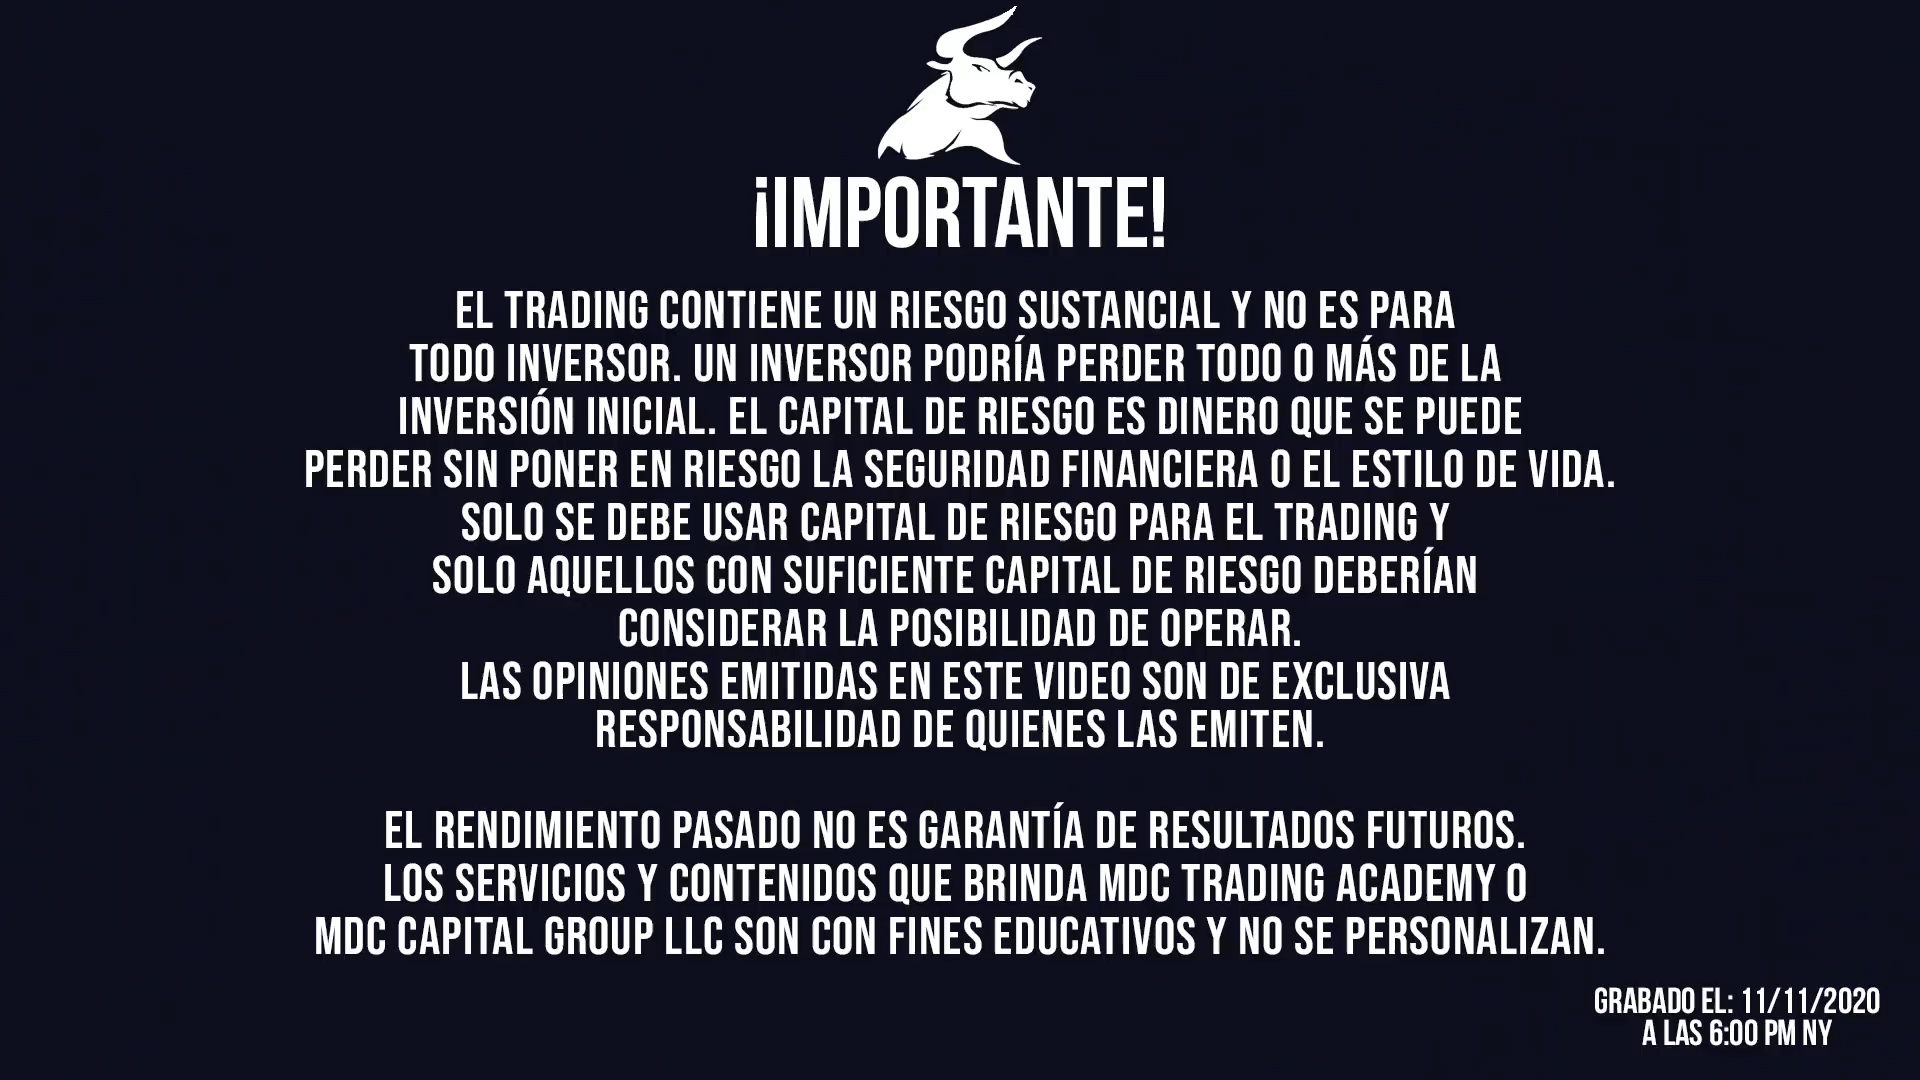 ¡IMPORTANTE!
EL TRADING CONTIENE UN RIESGO SUSTANCIAL Y NO ES PARA
TODO INVERSOR. UN INVERSOR PODRÍA PERDER TODO O MÁS DE LA
INVERSIÓN INICIAL. EL CAPITAL DE RIESGO ES DINERO QUE SE PUEDE
PERDER SIN PONER EN RIESGO LA SEGURIDAD FINANCIERA O EL ESTILO DE VIDA.
SOLO SE DEBE USAR CAPITAL DE RIESGO PARA EL TRADING Y
SOLO AQUELLOS CON SUFICIENTE CAPITAL DE RIESGO DEBERÍAN
CONSIDERAR LA POSIBILIDAD DE OPERAR.
LAS OPINIONES EMITIDAS EN ESTE VIDEO SON DE EXCLUSIVA
RESPONSABILIDAD DE QUIENES LAS EMITEN.
EL RENDIMIENTO PASADO NO ES GARANTÍA DE RESULTADOS FUTUROS.
LOS SERVICIOS Y CONTENIDOS QUE BRINDA MDC TRADING ACADEMY O
MDC CAPITAL GROUP LLC SON CON FINES EDUCATIVOS Y NO SE PERSONALIZAN.
GRABADO EL: 11/11/2020
A LAS 6:00 PM NY